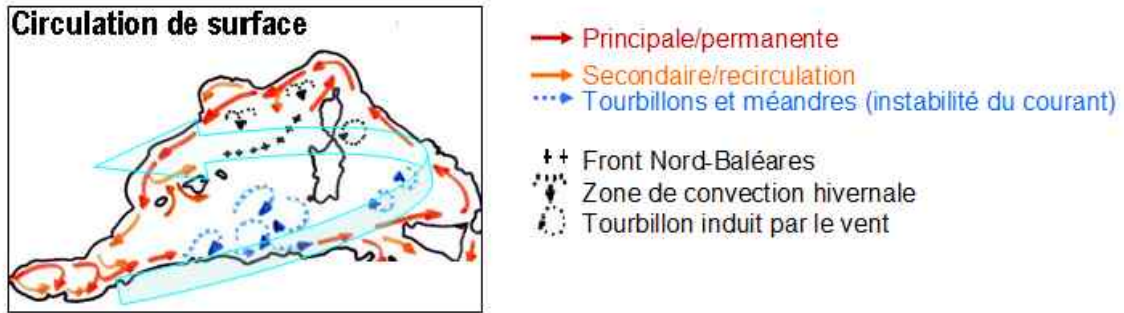 Circulation de surface
Principale/permanente
Secondaire/recirculation
Tourbillons et méandres (instabilité du courant)
Front Nord-Baléares
Zone de convection hivernale
Tourbillon induit par le vent